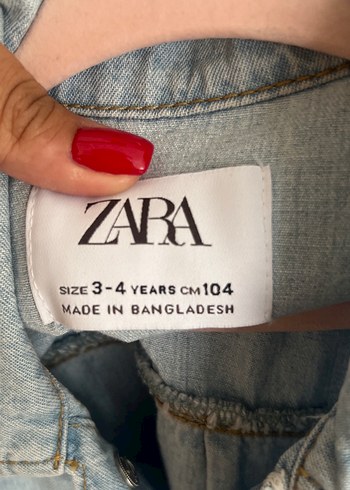 ZARA
SIZE 3-4 YEARS CM 104
MADE IN BANGLADESH